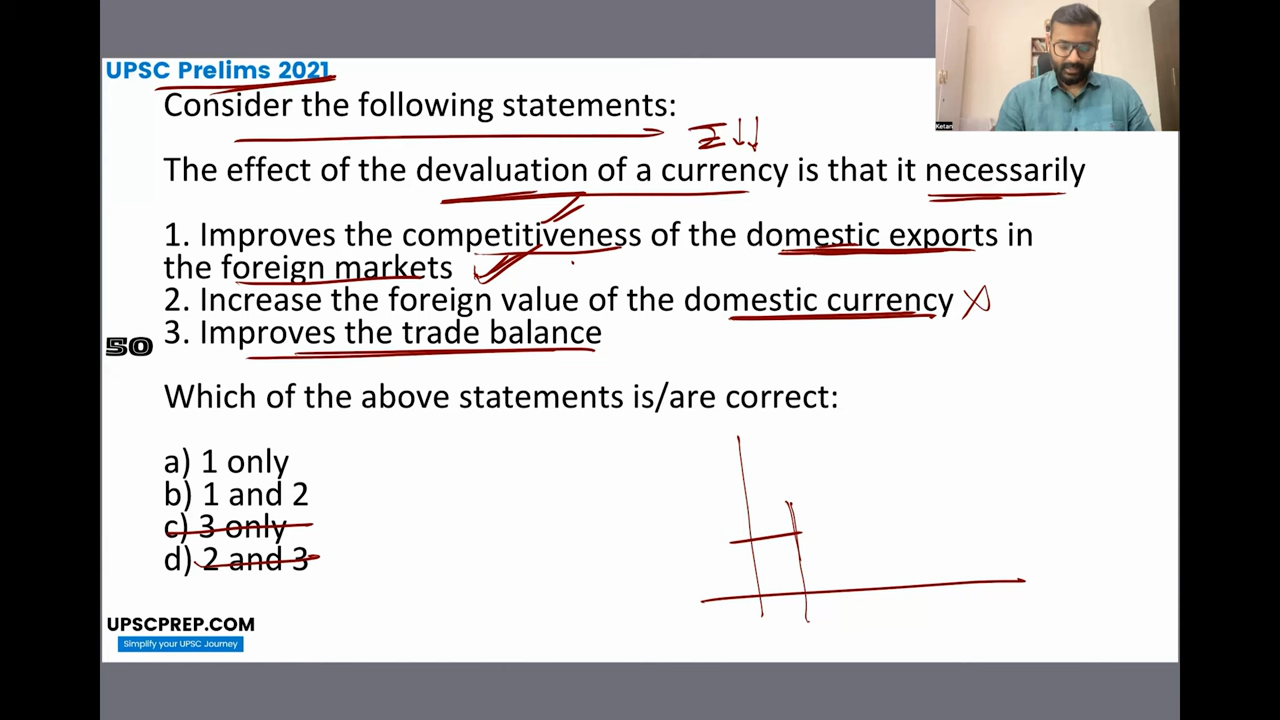 UPSC Prelims 2021
Consider the following statements:
The effect of the devaluation of a currency is that it necessarily
1. Improves the competitiveness of the domestic exports in
the foreign markets
2. Increase the foreign value of the domestic currency
3. Improves the trade balance
50
Which of the above statements is/are correct:
a) 1 only
b) 1 and 2
c) 3 only
d) 2 and 3
UPSCPREP.COM
Simplify your UPSC Journey
Ketan